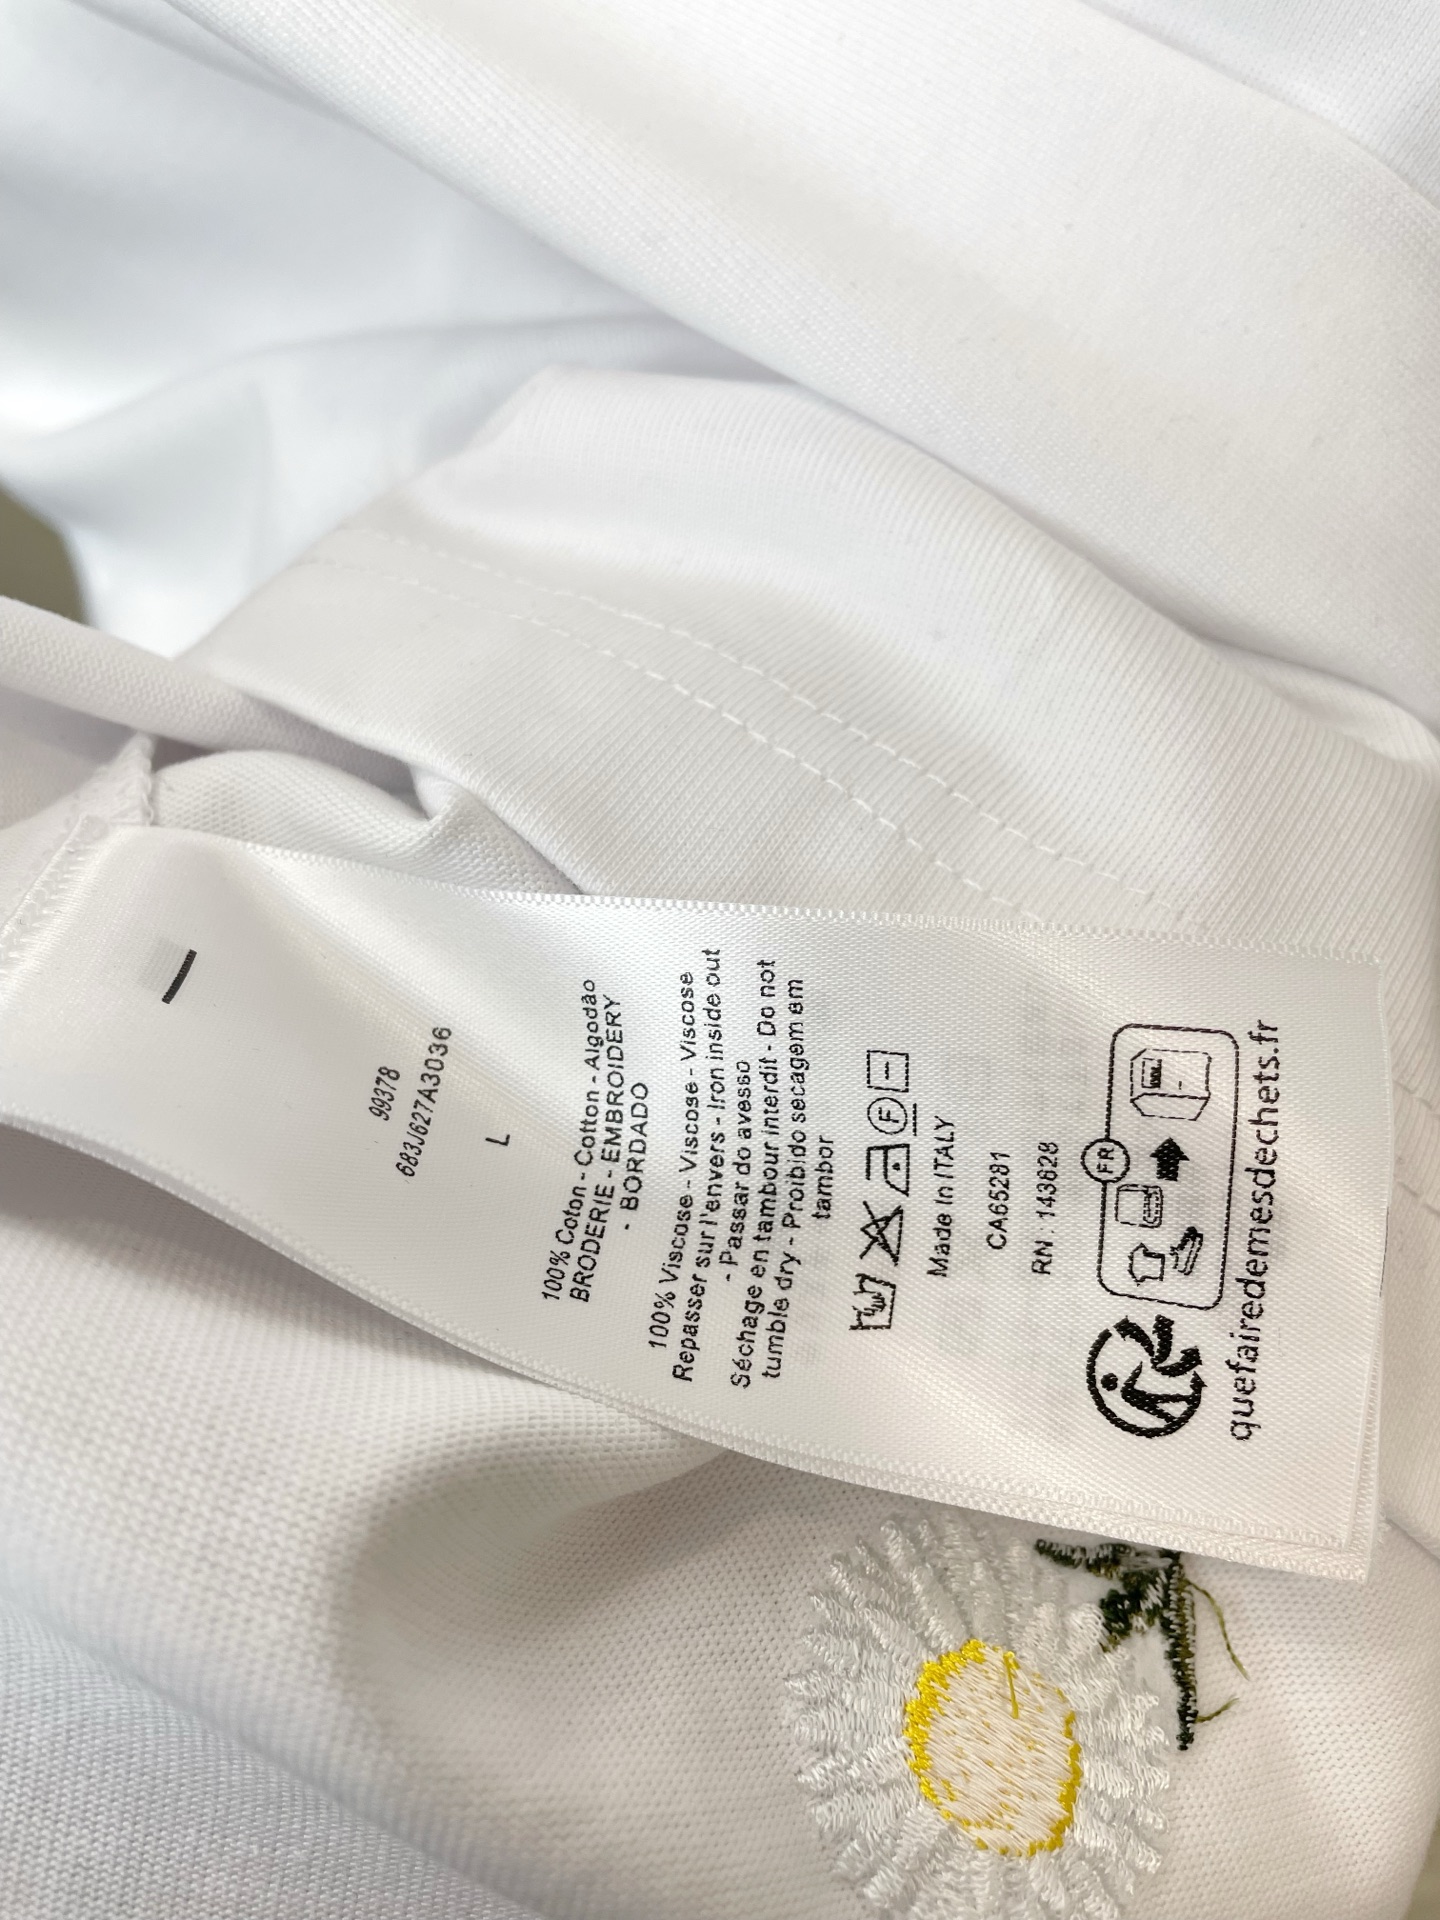 99378
683J627A3036
L
100% Coton - Cotton - Algodão
BRODERIE - EMBROIDERY
- BORDADO
100% Viscose - Viscose - Viscose
Repasser sur l'envers - Iron inside out
- Passar do avesso
Séchage en tambour interdit - Do not
tumble dry - Proibido secagem em
tambor
F
Made In ITALY
CA65281
RN : 143628
FR
quefairedemesdechets.fr